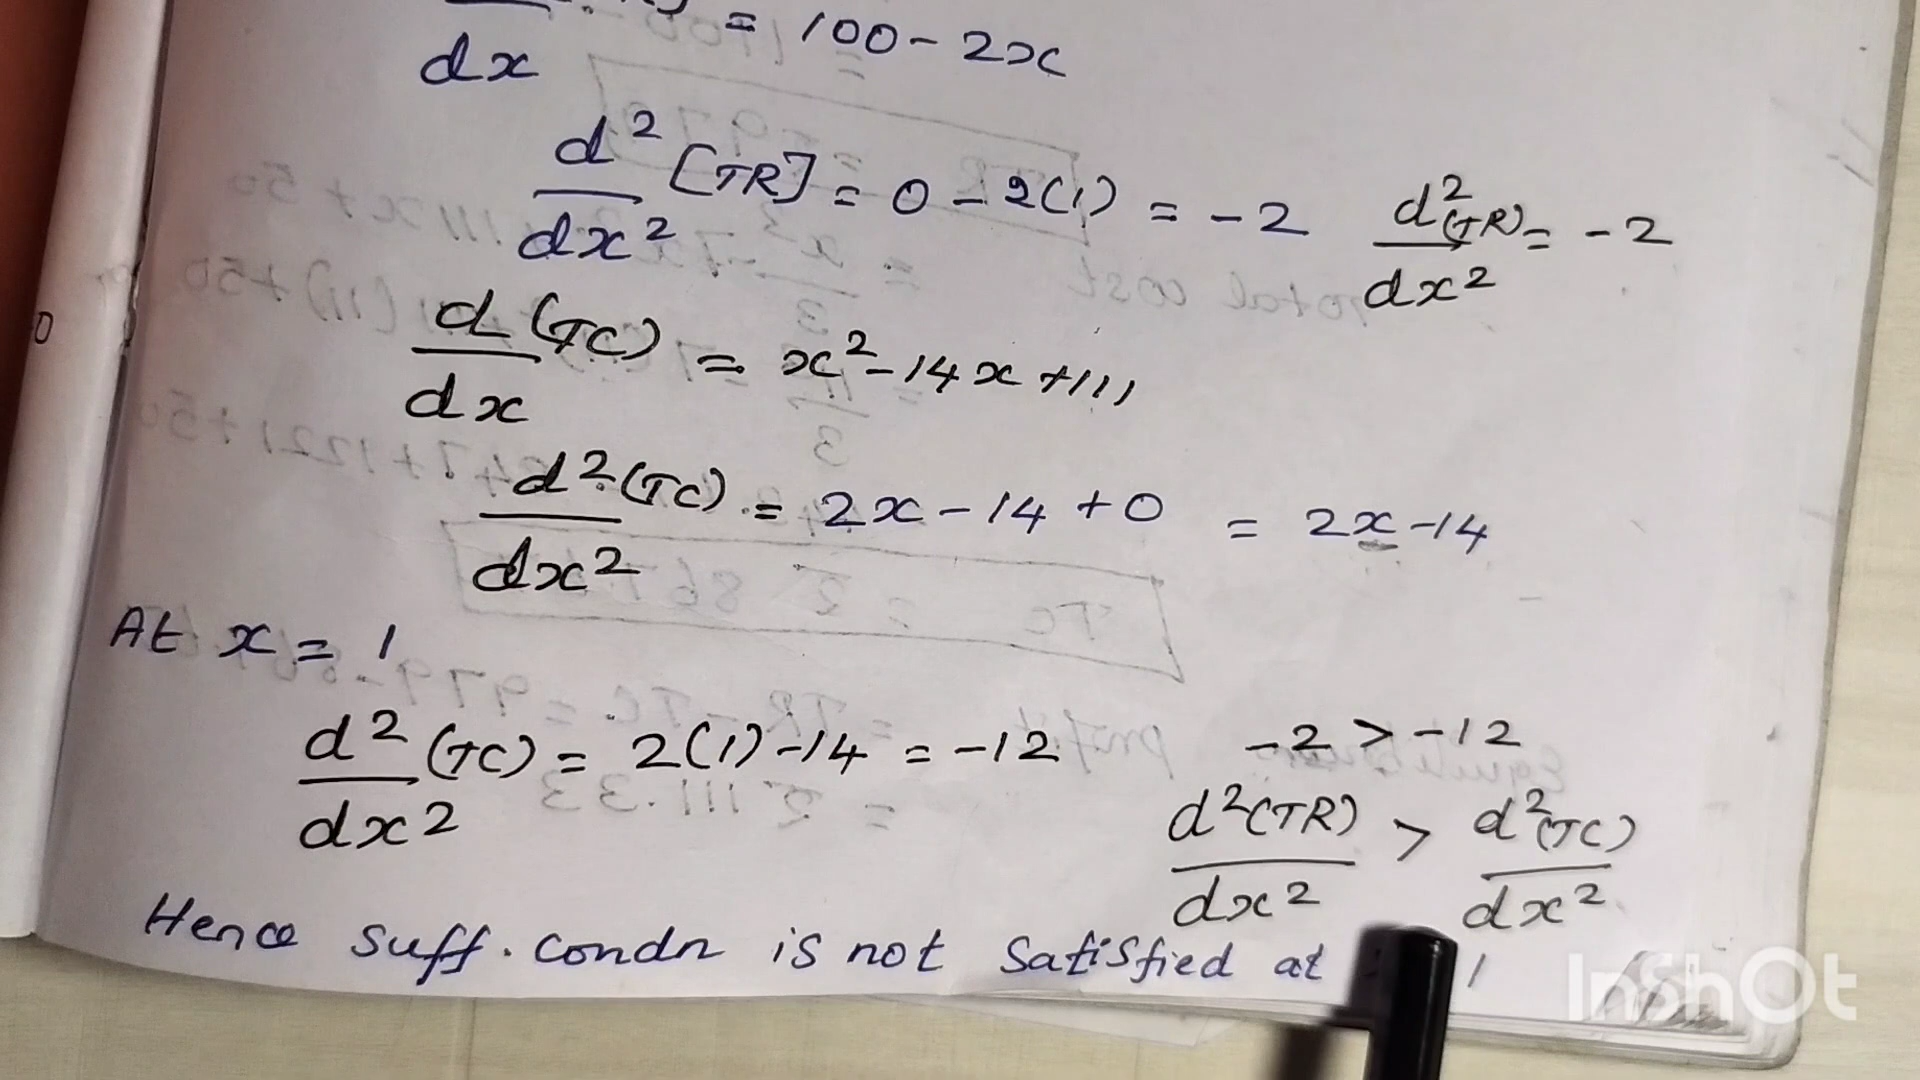 dx = 100 - 2x
d²/dx² [TR] = 0 - 2(1) = -2 d²(TR)/dx² = -2
d(TC)/dx = x² - 14x + 111
d²(TC)/dx² = 2x - 14 + 0 = 2x - 14
At x = 1
d²(TC)/dx² = 2(1) - 14 = -12 -2 > -12
d²(TR)/dx² > d²(TC)/dx²
Hence suff. condn is not satisfied at 1
InShOt